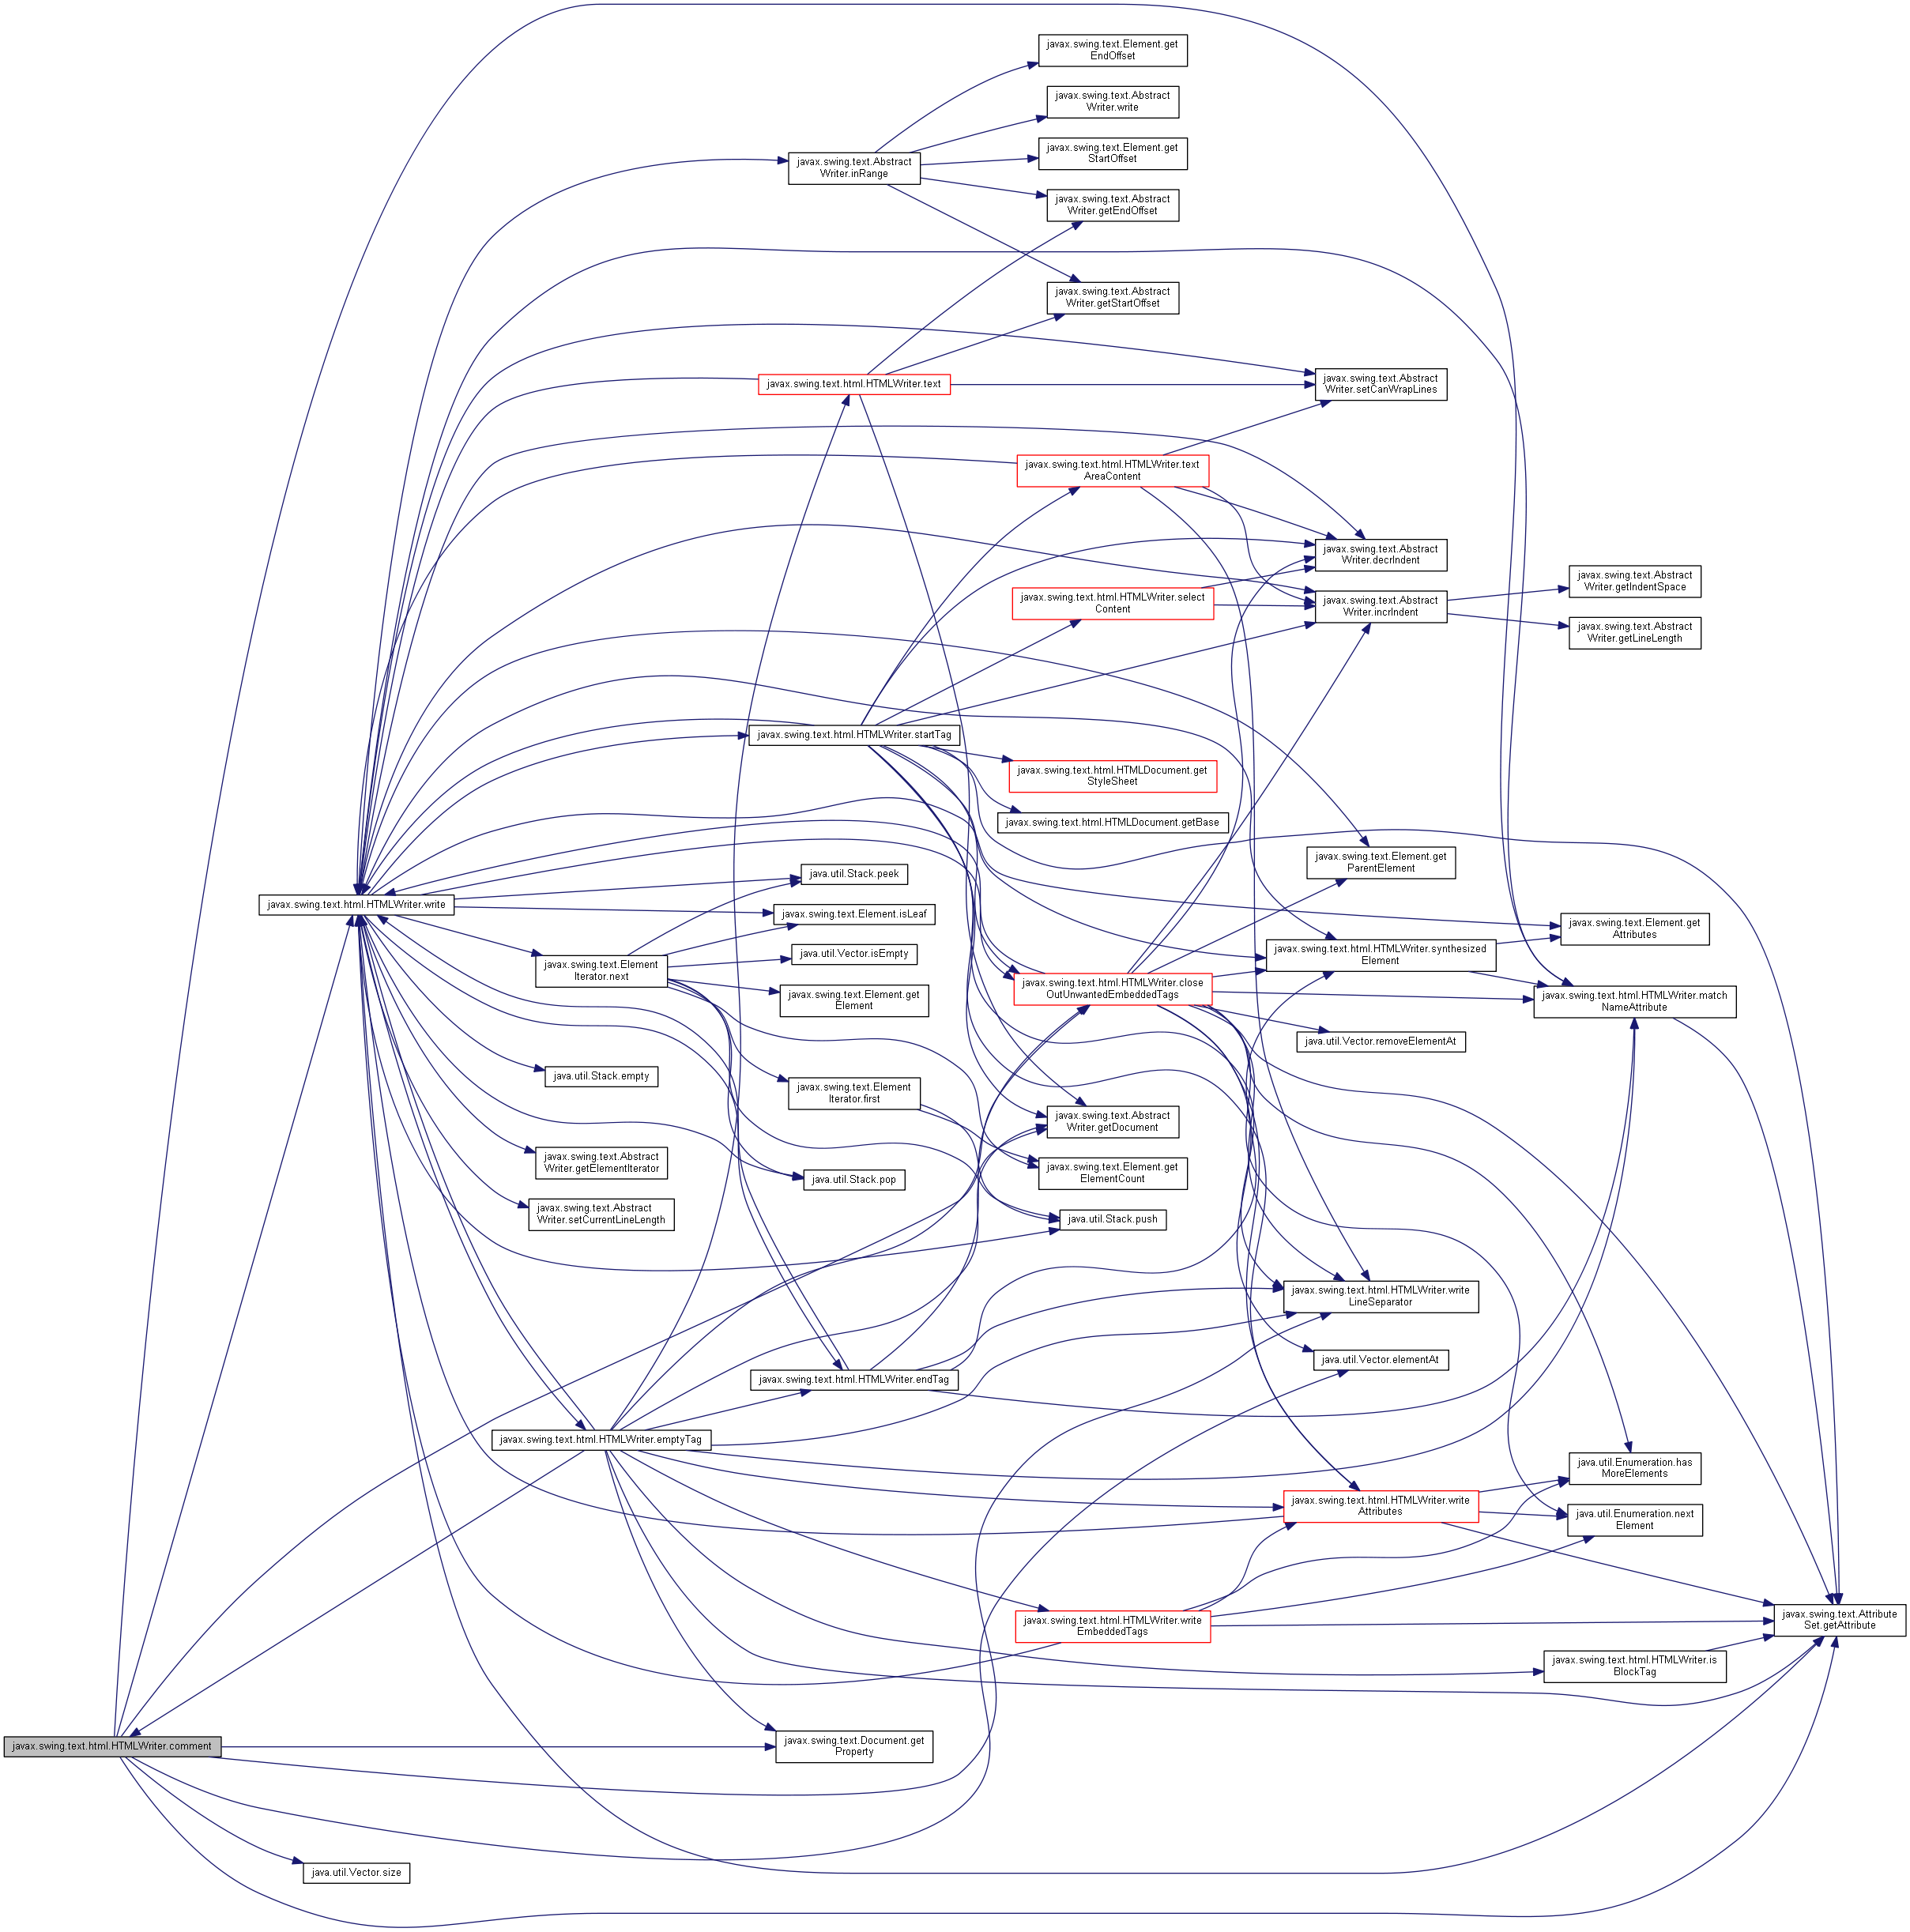 javax.swing.text.Element.get
EndOffset
javax.swing.text.Abstract
Writer.write
javax.swing.text.Element.get
StartOffset
javax.swing.text.Abstract
Writer.inRange
javax.swing.text.Abstract
Writer.getEndOffset
javax.swing.text.Abstract
Writer.getStartOffset
javax.swing.text.html.HTMLWriter.text
javax.swing.text.Abstract
Writer.setCanWrapLines
javax.swing.text.html.HTMLWriter.text
AreaContent
javax.swing.text.Abstract
Writer.decrIndent
javax.swing.text.Abstract
Writer.getIndentSpace
javax.swing.text.html.HTMLWriter.select
Content
javax.swing.text.Abstract
Writer.incrIndent
javax.swing.text.Abstract
Writer.getLineLength
javax.swing.text.html.HTMLWriter.startTag
javax.swing.text.html.HTMLDocument.get
StyleSheet
javax.swing.text.html.HTMLDocument.getBase
javax.swing.text.Element.get
ParentElement
java.util.Stack.peek
javax.swing.text.html.HTMLWriter.write
javax.swing.text.Element.isLeaf
javax.swing.text.Element.get
Attributes
java.util.Vector.isEmpty
javax.swing.text.html.HTMLWriter.synthesized
Element
javax.swing.text.Element
Iterator.next
javax.swing.text.html.HTMLWriter.close
OutUnwantedEmbeddedTags
javax.swing.text.Element.get
Element
javax.swing.text.html.HTMLWriter.match
NameAttribute
java.util.Vector.removeElementAt
java.util.Stack.empty
javax.swing.text.Element
Iterator.first
javax.swing.text.Abstract
Writer.getDocument
javax.swing.text.Abstract
Writer.getElementIterator
javax.swing.text.Element.get
ElementCount
java.util.Stack.pop
javax.swing.text.Abstract
Writer.setCurrentLineLength
java.util.Stack.push
javax.swing.text.html.HTMLWriter.write
LineSeparator
java.util.Vector.elementAt
javax.swing.text.html.HTMLWriter.endTag
javax.swing.text.html.HTMLWriter.emptyTag
java.util.Enumeration.has
MoreElements
javax.swing.text.html.HTMLWriter.write
Attributes
java.util.Enumeration.next
Element
javax.swing.text.html.HTMLWriter.write
EmbeddedTags
javax.swing.text.Attribute
Set.getAttribute
javax.swing.text.html.HTMLWriter.is
BlockTag
javax.swing.text.html.HTMLWriter.comment
javax.swing.text.Document.get
Property
java.util.Vector.size